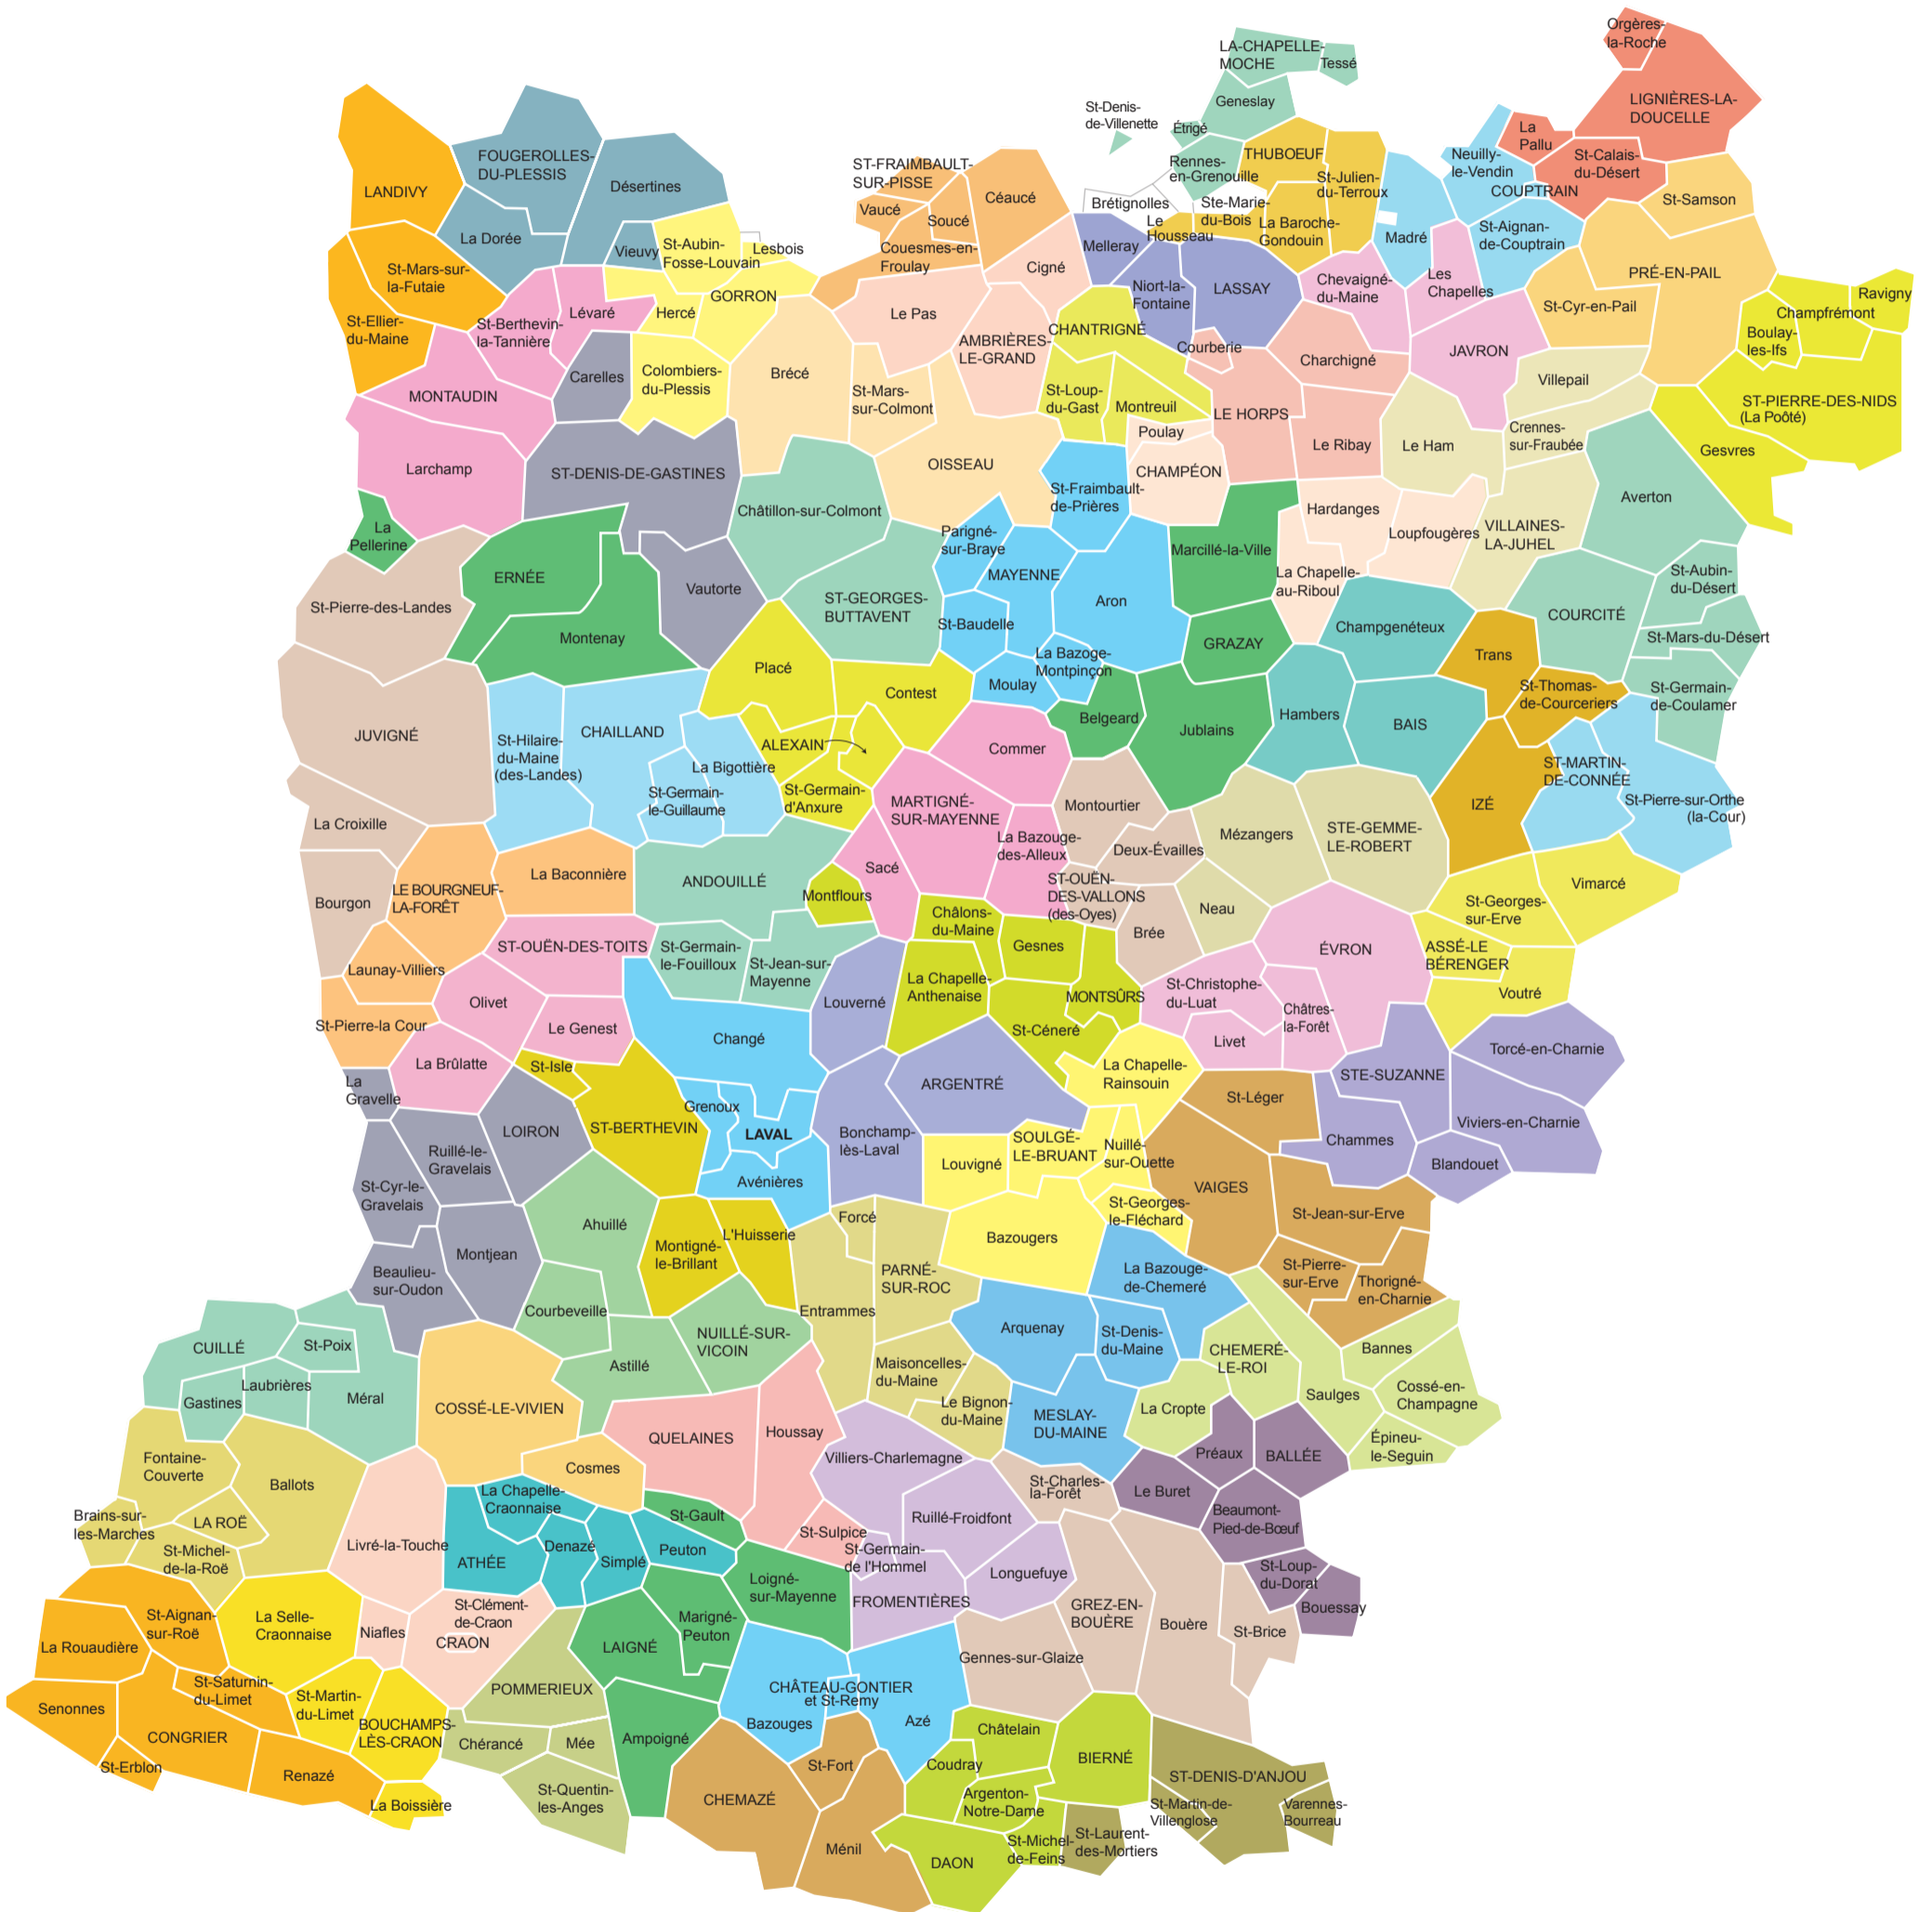 Orgères-
la-Roche
LA-CHAPELLE-
MOCHE
Tessé
LIGNIÈRES-LA-
DOUCELLE
Geneslay
St-Denis-
de-Villenette
Étrigé
La
Pallu
Neuilly-
le-Vendin
St-Calais-
du-Désert
THUBŒUF
FOUGEROLLES-
DU-PLESSIS
Désertines
LANDIVY
ST-FRAIMBAULT-
SUR-PISSE
Céaucé
Rennes-
en-Grenouille
St-Julien-
du-Terroux
COUPTRAIN
St-Samson
Vaucé
Soucé
Brétignolles
Ste-Marie-
du-Bois
Le
Housseau
La Baroche-
Gondouin
Madré
St-Aignan-
de-Couptrain
La Dorée
Vieuvy
St-Aubin-
Fosse-Louvain
Lesbois
Couesmes-en-
Froulay
Melleray
Cigné
St-Mars-sur-
la-Futaie
Niort-la-
Fontaine
LASSAY
Chevaigné-
du-Maine
Les
Chapelles
PRÉ-EN-PAIL
St-Cyr-en-Pail
Ravigny
Champfrémont
Boulay-
les-Ifs
St-Ellier-
du-Maine
St-Berthevin-
la-Tannière
Lévaré
Hercé
GORRON
Le Pas
AMBRIÈRES-
LE-GRAND
CHANTRIGNÉ
Courberie
Charchigné
JAVRON
Villepail
MONTAUDIN
Carelles
Colombiers-
du-Plessis
Brécé
St-Mars-
sur-Colmont
St-Loup-
du-Gast
Montreuil
LE HORPS
Poulay
Le Ribay
Le Ham
Crennes-
sur-Fraubée
ST-PIERRE-DES-NIDS
(La Poôté)
Gesvres
Larchamp
ST-DENIS-DE-GASTINES
OISSEAU
CHAMPÉON
St-Fraimbault-
de-Prières
Averton
La
Pellerine
Châtillon-sur-Colmont
Parigné-
sur-Braye
Hardanges
Loupfougères
VILLAINES-
LA-JUHEL
Marcillé-la-Ville
ERNÉE
MAYENNE
Vautorte
La Chapelle-
au-Riboul
St-Aubin-
du-Désert
St-Pierre-des-Landes
ST-GEORGES-
BUTTAVENT
St-Baudelle
Aron
COURCITÉ
Montenay
GRAZAY
Champgenéteux
St-Mars-du-Désert
Placé
La Bazoge-
Montpinçon
Trans
Contest
Moulay
St-Thomas-
de-Courceriers
St-Germain-
de-Coulamer
Belgeard
Jublains
Hambers
BAIS
JUVIGNÉ
St-Hilaire-
du-Maine
(des-Landes)
CHAILLAND
ALEXAIN
Commer
La Bigottière
St-Germain-
le-Guillaume
St-Germain-
d'Anxure
MARTIGNÉ-
SUR-MAYENNE
ST-MARTIN-
DE-CONNÉE
St-Pierre-sur-Orthe
(la-Cour)
IZÉ
La Croixille
Montourtier
Mézangers
STE-GEMME-
LE-ROBERT
La Bazouge-
des-Alleux
Deux-Évailles
La Baconnière
ANDOUILLÉ
Sacé
Bourgon
LE BOURGNEUF-
LA-FORÊT
Montflours
ST-OUËN-
DES-VALLONS
(des-Oyes)
Vimarcé
Neau
St-Georges-
sur-Erve
Châlons-
du-Maine
Brée
ST-OUËN-DES-TOITS
St-Germain-
le-Fouilloux
Gesnes
ÉVRON
ASSÉ-LE
BÉRENGER
Launay-Villiers
St-Jean-sur-
Mayenne
La Chapelle-
Anthenaise
MONTSÛRS
St-Christophe-
du-Luat
Voutré
Olivet
Louverné
Châtres-
la-Forêt
St-Pierre-la Cour
Le Genest
Changé
St-Céneré
Livet
La Brûlatte
St-Isle
Torcé-en-Charnie
La
Gravelle
ARGENTRÉ
La Chapelle-
Rainsouin
STE-SUZANNE
St-Léger
Grenoux
LOIRON
ST-BERTHEVIN
LAVAL
Bonchamp-
lès-Laval
Viviers-en-Charnie
Chammes
SOULGÉ-
LE-BRUANT
Nuillé-
sur-Ouette
Ruillé-le-
Gravelais
Louvigné
Blandouet
St-Cyr-le-
Gravelais
Avénières
VAIGES
St-Georges-
le-Fléchard
St-Jean-sur-Erve
Ahuillé
Forcé
L'Huisserie
Bazougers
Montjean
Montigné-
le-Brillant
Beaulieu-
sur-Oudon
PARNÉ-
SUR-ROC
La Bazouge-
de-Chemeré
St-Pierre-
sur-Erve
Thorigné-
en-Charnie
Courbeveille
Entrammes
CUILLÉ
St-Poix
NUILLÉ-SUR-
VICOIN
Arquenay
St-Denis-
du-Maine
CHEMERÉ-
LE-ROI
Bannes
Astillé
Maisoncelles-
du-Maine
Laubrières
Gastines
Méral
COSSÉ-LE-VIVIEN
Saulges
Cossé-en-
Champagne
Le Bignon-
du-Maine
La Cropte
MESLAY-
DU-MAINE
QUELAINES
Houssay
Épineu-
le-Seguin
Fontaine-
Couverte
Villiers-Charlemagne
Préaux
BALLÉE
Cosmes
Ballots
St-Charles-
la-Forêt
Le Buret
La Chapelle-
Craonnaise
Beaumont-
Pied-de-Bœuf
Brains-sur-
les-Marches
LA ROË
St-Gault
Ruillé-Froidfont
St-Sulpice
Livré-la-Touche
Denazé
Peuton
St-Germain-
de l'Hommel
St-Michel-
de-la-Roë
ATHÉE
Simplé
St-Loup-
du-Dorat
Longuefuye
Loigné-
sur-Mayenne
FROMENTIÈRES
GREZ-EN-
BOUÈRE
Bouessay
St-Clément-
de-Craon
St-Aignan-
sur-Roë
La Selle-
Craonnaise
Marigné-
Peuton
Bouère
St-Brice
Niafles
CRAON
La Rouaudière
LAIGNÉ
Gennes-sur-Glaize
St-Saturnin-
du-Limet
POMMERIEUX
CHÂTEAU-GONTIER
et St-Remy
St-Martin-
du-Limet
Senonnes
Bazouges
Azé
CONGRIER
BOUCHAMPS-
LÈS-CRAON
Chérancé
Mée
Ampoigné
Châtelain
BIERNÉ
St-Erblon
Renazé
St-Fort
Coudray
ST-DENIS-D'ANJOU
La Boissière
St-Quentin-
les-Anges
CHEMAZÉ
Argenton-
Notre-Dame
St-Martin-de-
Villenglose
Varennes-
Bourreau
Ménil
DAON
St-Michel-
de-Feins
St-Laurent-
des-Mortiers